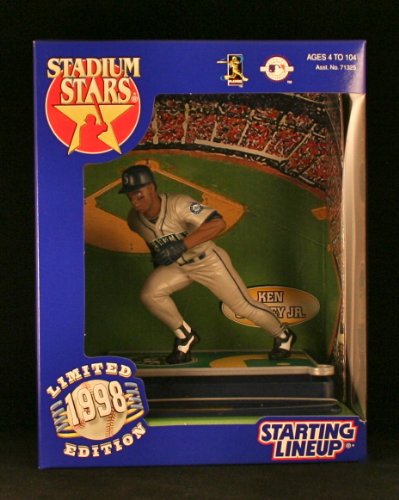 STADIUM
STARS
AGES 4 TO 104
Asst. No. 71325
KEN
EY JR.
LIMITED
1998
EDITION
STARTING
LINEUP